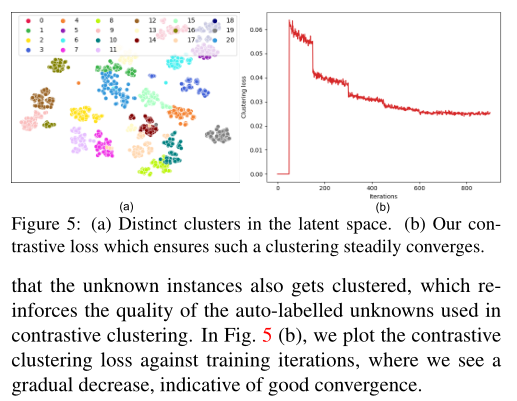 0 4 8 12 15 18
1 5 9 13 16 19
2 6 10 14 17 20
3 7 11
0.06
0.05
0.04
0.03
0.02
0.01
0.00
Clustering loss
0 200 400 600 800
Iterations
(a) (b)
Figure 5: (a) Distinct clusters in the latent space. (b) Our con-
trastive loss which ensures such a clustering steadily converges.
that the unknown instances also gets clustered, which re-
inforces the quality of the auto-labelled unknowns used in
contrastive clustering. In Fig. 5 (b), we plot the contrastive
clustering loss against training iterations, where we see a
gradual decrease, indicative of good convergence.